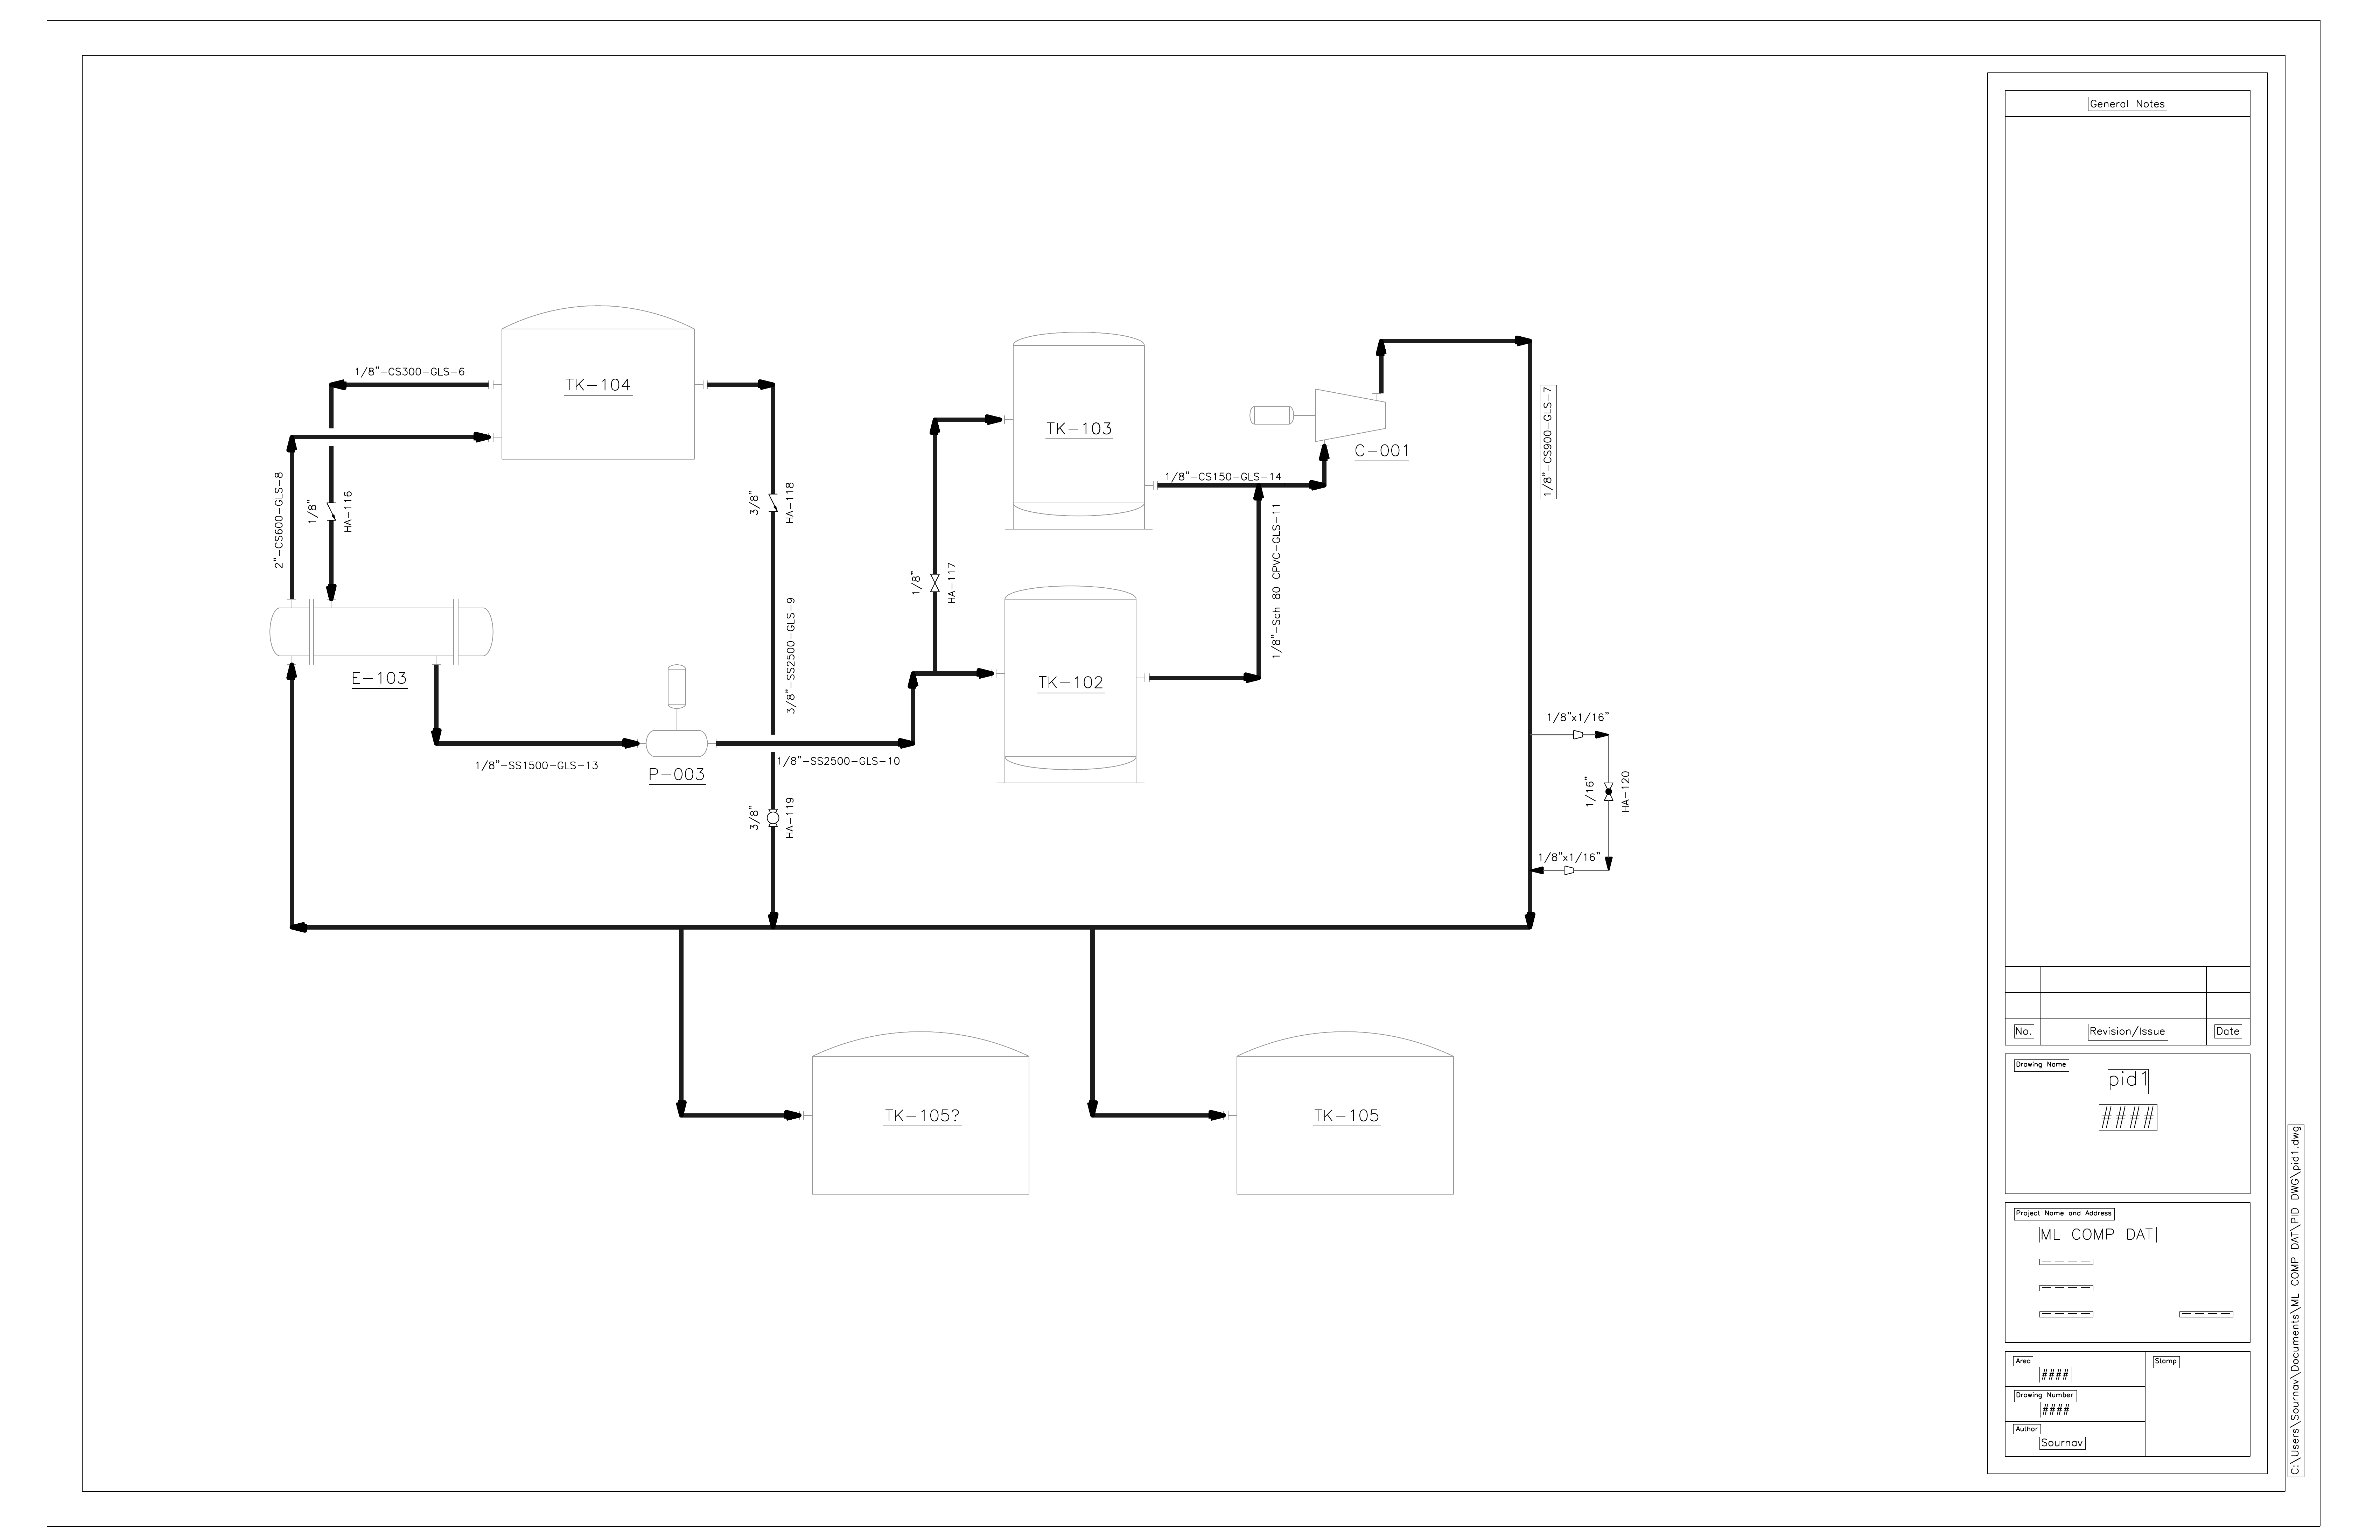 1/8"-CS300-GLS-6
TK-104
2"-CS600-GLS-8
1/8"
HA-116
3/8"
HA-118
3/8"-SS2500-GLS-9
E-103
1/8"-SS1500-GLS-13
P-003
1/8"-SS2500-GLS-10
3/8"
HA-119
1/8"
HA-117
TK-103
TK-102
1/8"-CS150-GLS-14
1/8"-Sch 80 CPVC-GLS-11
C-001
1/8"-CS900-GLS-7
1/8"x1/16"
1/16"
HA-120
1/8"x1/16"
TK-105?
TK-105
General Notes
No.
Revision/Issue
Date
Drawing Name
pid1
####
Project Name and Address
ML COMP DAT
----
----
----
----
Area
####
Stamp
Drawing Number
####
Author
Sournav
C:\Users\Sournav\Documents\ML COMP DAT\PID DWG\pid1.dwg